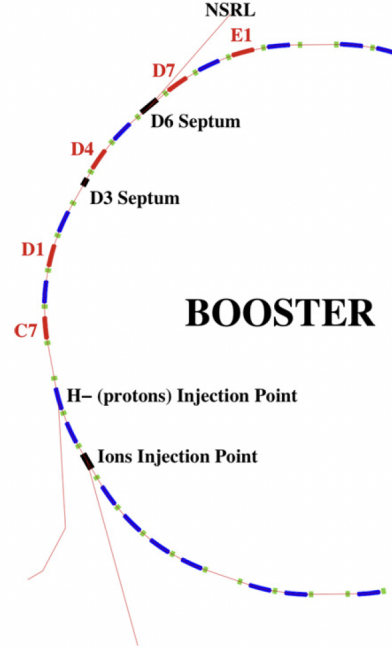 NSRL
E1
D7
D6 Septum
D4
D3 Septum
D1
BOOSTER
C7
H− (protons) Injection Point
Ions Injection Point